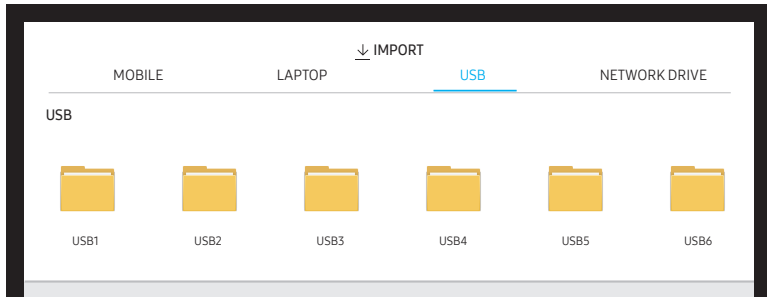 IMPORT
MOBILE LAPTOP USB NETWORK DRIVE
USB
USB1 USB2 USB3 USB4 USB5 USB6